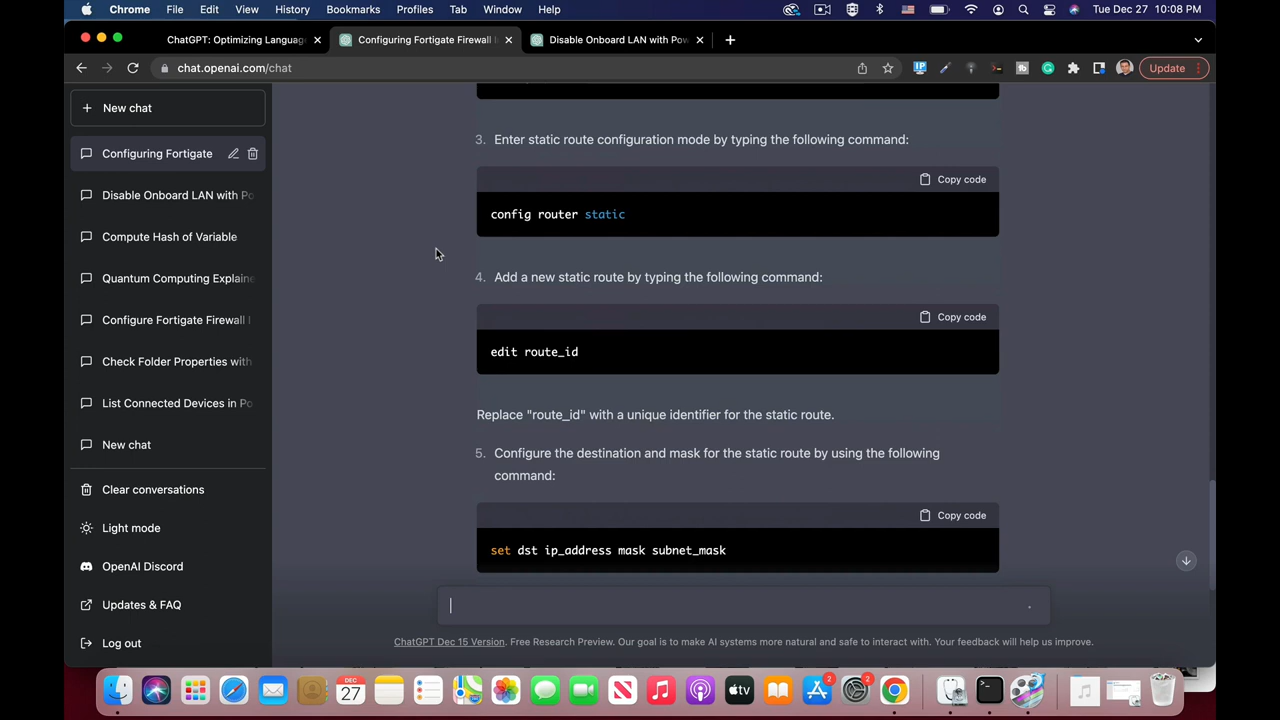 Chrome File Edit View History Bookmarks Profiles Tab Window Help Tue Dec 27 10:08 PM
ChatGPT: Optimizing Language
Configuring Fortigate Firewall
Disable Onboard LAN with Pow
chat.openai.com/chat
Update
New chat
Configuring Fortigate
Disable Onboard LAN with Po
Compute Hash of Variable
Quantum Computing Explaine
Configure Fortigate Firewall
Check Folder Properties with
List Connected Devices in Po
New chat
Clear conversations
Light mode
OpenAI Discord
Updates & FAQ
Log out
3. Enter static route configuration mode by typing the following command:
Copy code
config router static
4. Add a new static route by typing the following command:
Copy code
edit route_id
Replace "route_id" with a unique identifier for the static route.
5. Configure the destination and mask for the static route by using the following
command:
Copy code
set dst ip_address mask subnet_mask
ChatGPT Dec 15 Version. Free Research Preview. Our goal is to make AI systems more natural and safe to interact with. Your feedback will help us improve.
DEC
27
tv
2
2